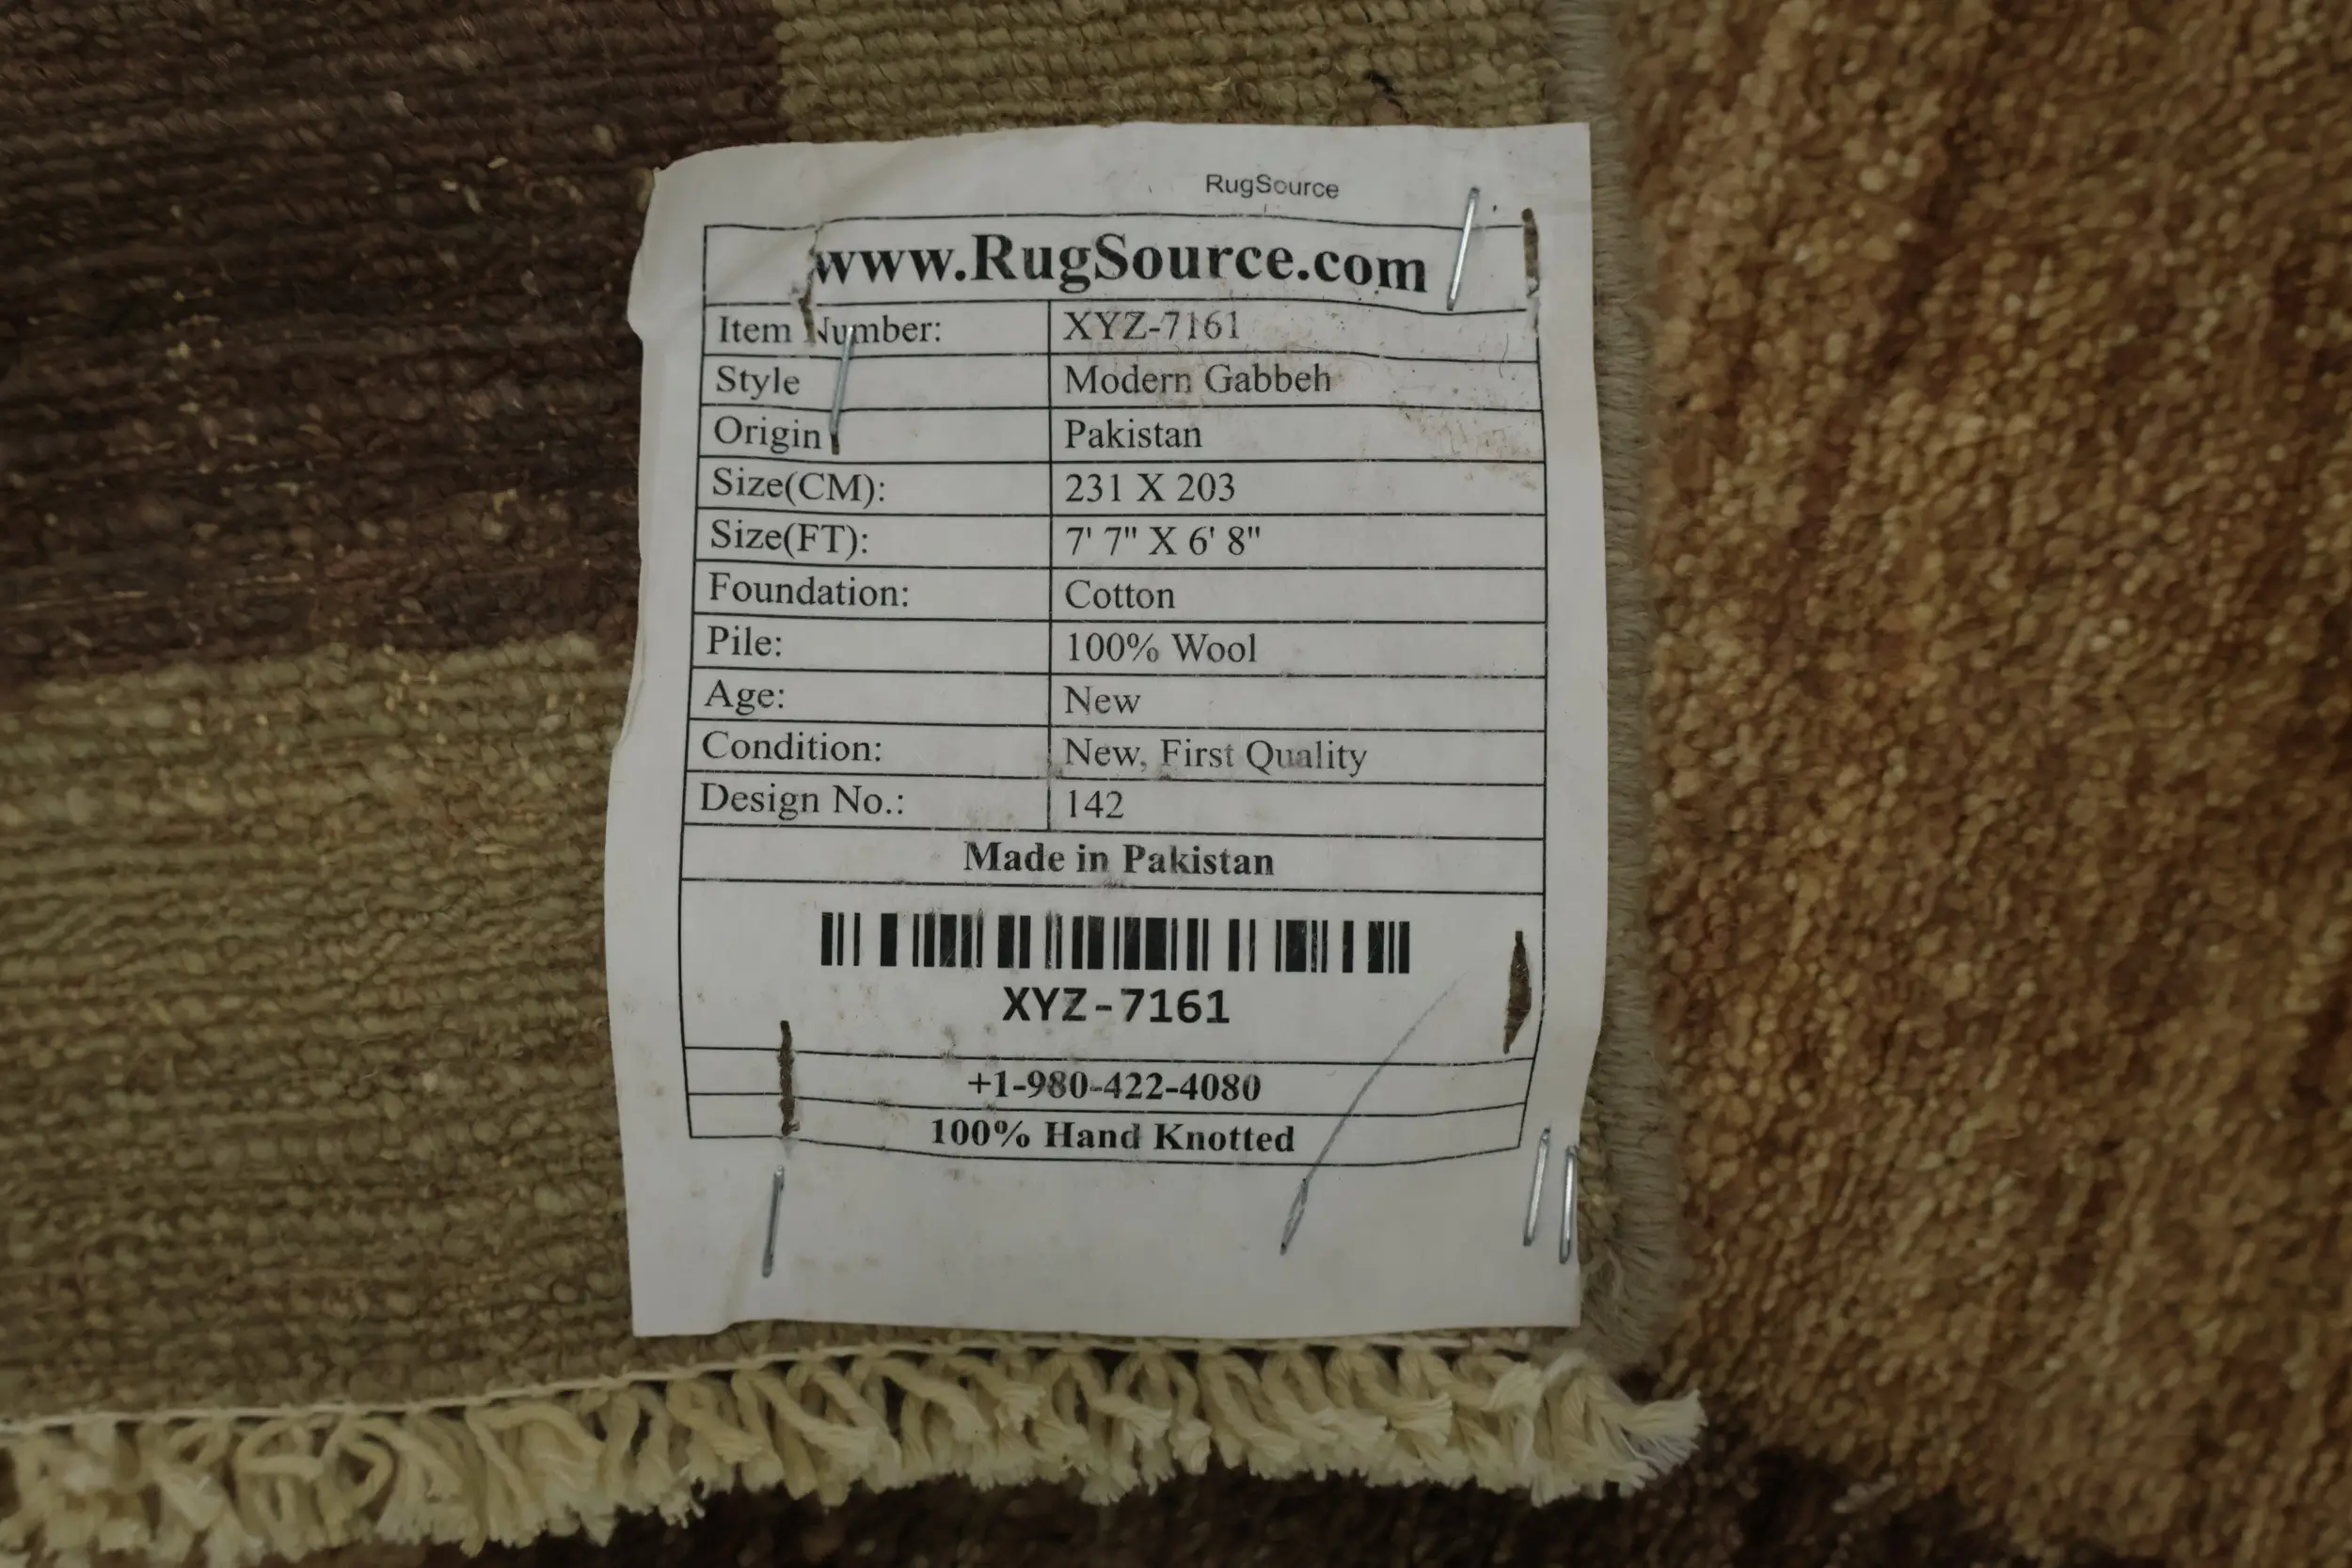 RugSource
www.RugSource.com
Item Number: XYZ-7161
Style Modern Gabbeh
Origin Pakistan
Size(CM): 231 X 203
Size(FT): 7' 7" X 6' 8"
Foundation: Cotton
Pile: 100% Wool
Age: New
Condition: New, First Quality
Design No.: 142
Made in Pakistan
XYZ-7161
+1-980-422-4080
100% Hand Knotted